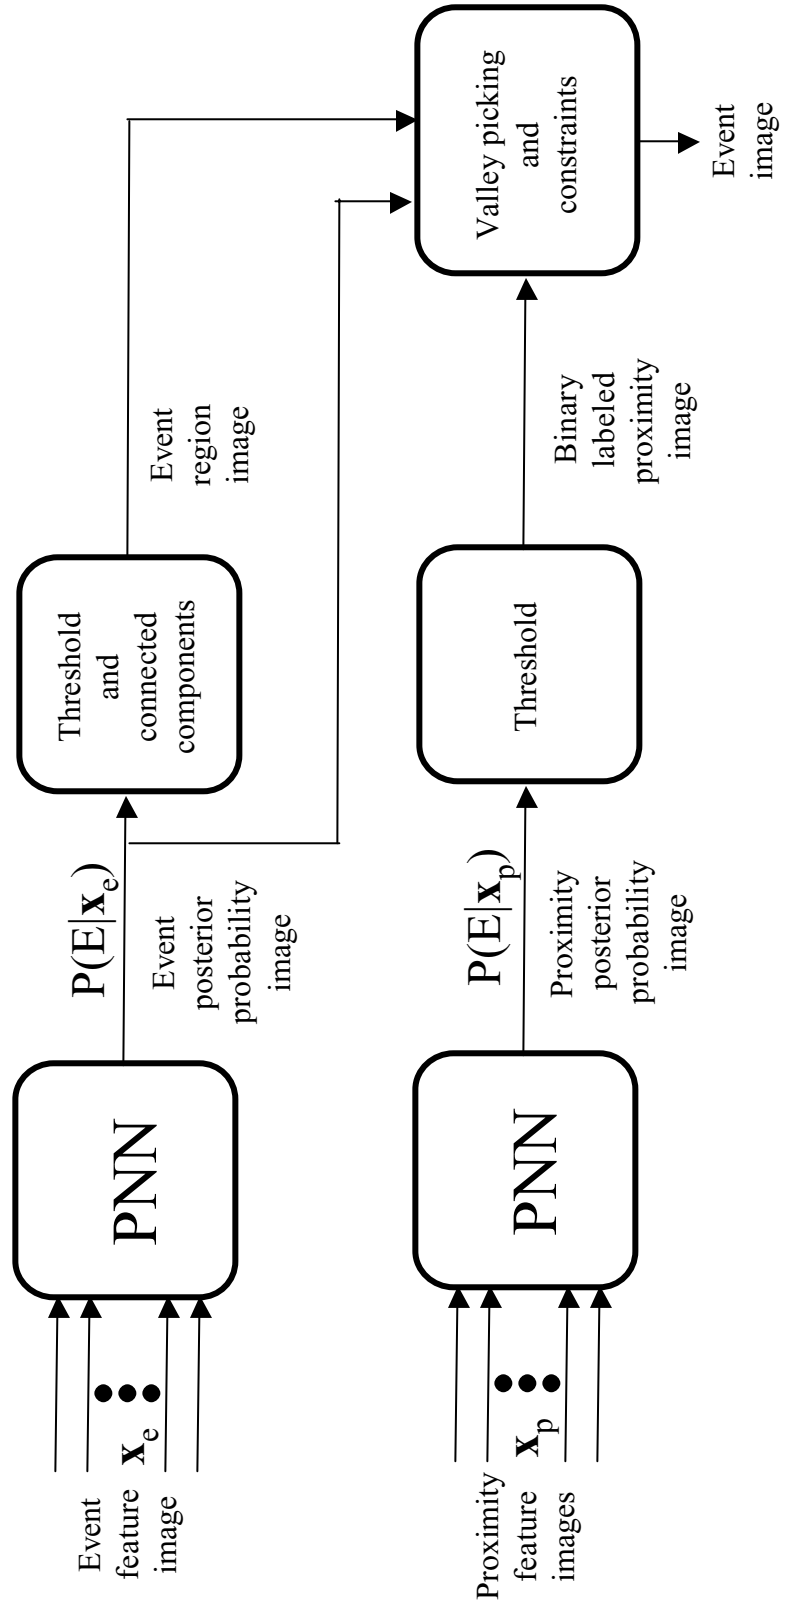 Event
feature
image
x_e
PNN
P(E|x_e)
Event
posterior
probability
image
Threshold
and
connected
components
Event
region
image
Proximity
feature
images
x_p
PNN
P(E|x_p)
Proximity
posterior
probability
image
Threshold
Binary
labeled
proximity
image
Valley picking
and
constraints
Event
image